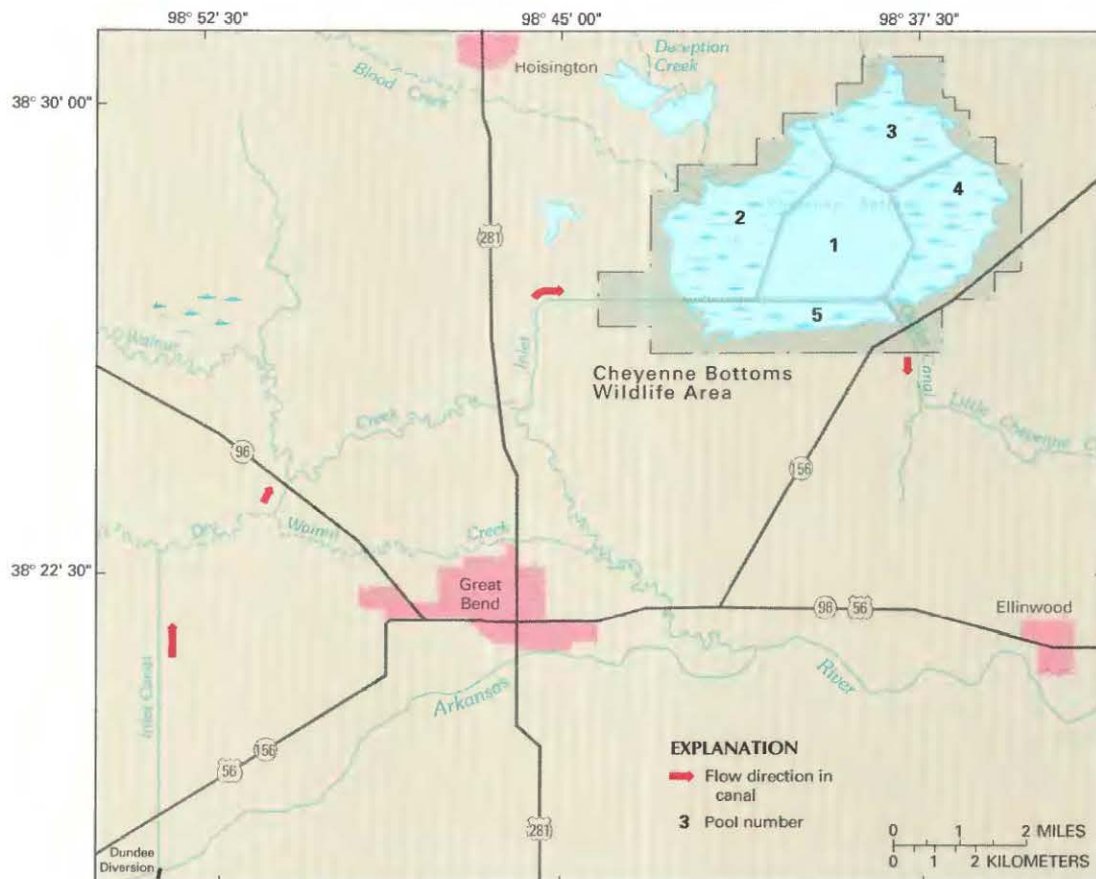 98° 52' 30"
98° 45' 00"
98° 37' 30"
38° 30' 00"
38° 22' 30"
Hoisington
Blood Creek
Deception
Creek
3
4
2
1
5
281
Walnut
Creek
Inlet
Cheyenne Bottoms
Wildlife Area
Canal
Little Cheyenne C
96
156
Dry Walnut Creek
Great
Bend
96
56
Ellinwood
Inlet Canal
Arkansas
River
156
56
281
Dundee
Diversion
EXPLANATION
Flow direction in
canal
3 Pool number
0 1 2 MILES
0 1 2 KILOMETERS